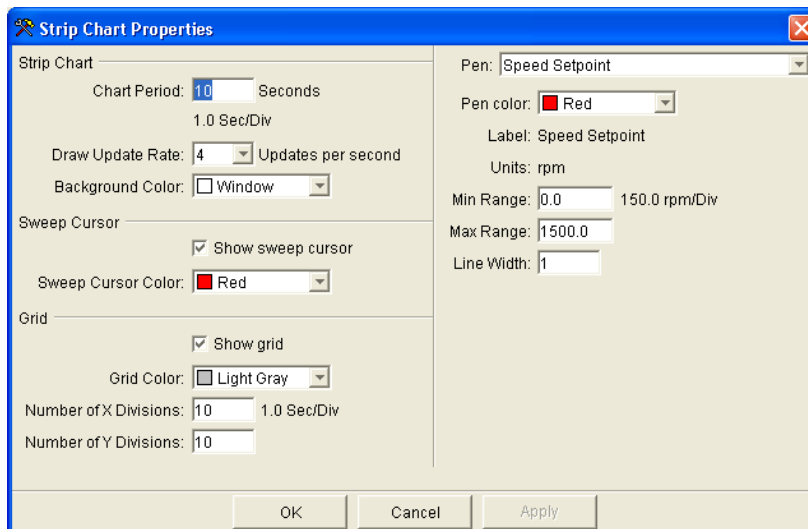 Strip Chart Properties
Strip Chart
Chart Period: 10 Seconds
1.0 Sec/Div
Draw Update Rate: 4 Updates per second
Background Color: Window
Sweep Cursor
Show sweep cursor
Sweep Cursor Color: Red
Grid
Show grid
Grid Color: Light Gray
Number of X Divisions: 10 1.0 Sec/Div
Number of Y Divisions: 10
Pen: Speed Setpoint
Pen color: Red
Label: Speed Setpoint
Units: rpm
Min Range: 0.0 150.0 rpm/Div
Max Range: 1500.0
Line Width: 1
OK Cancel Apply